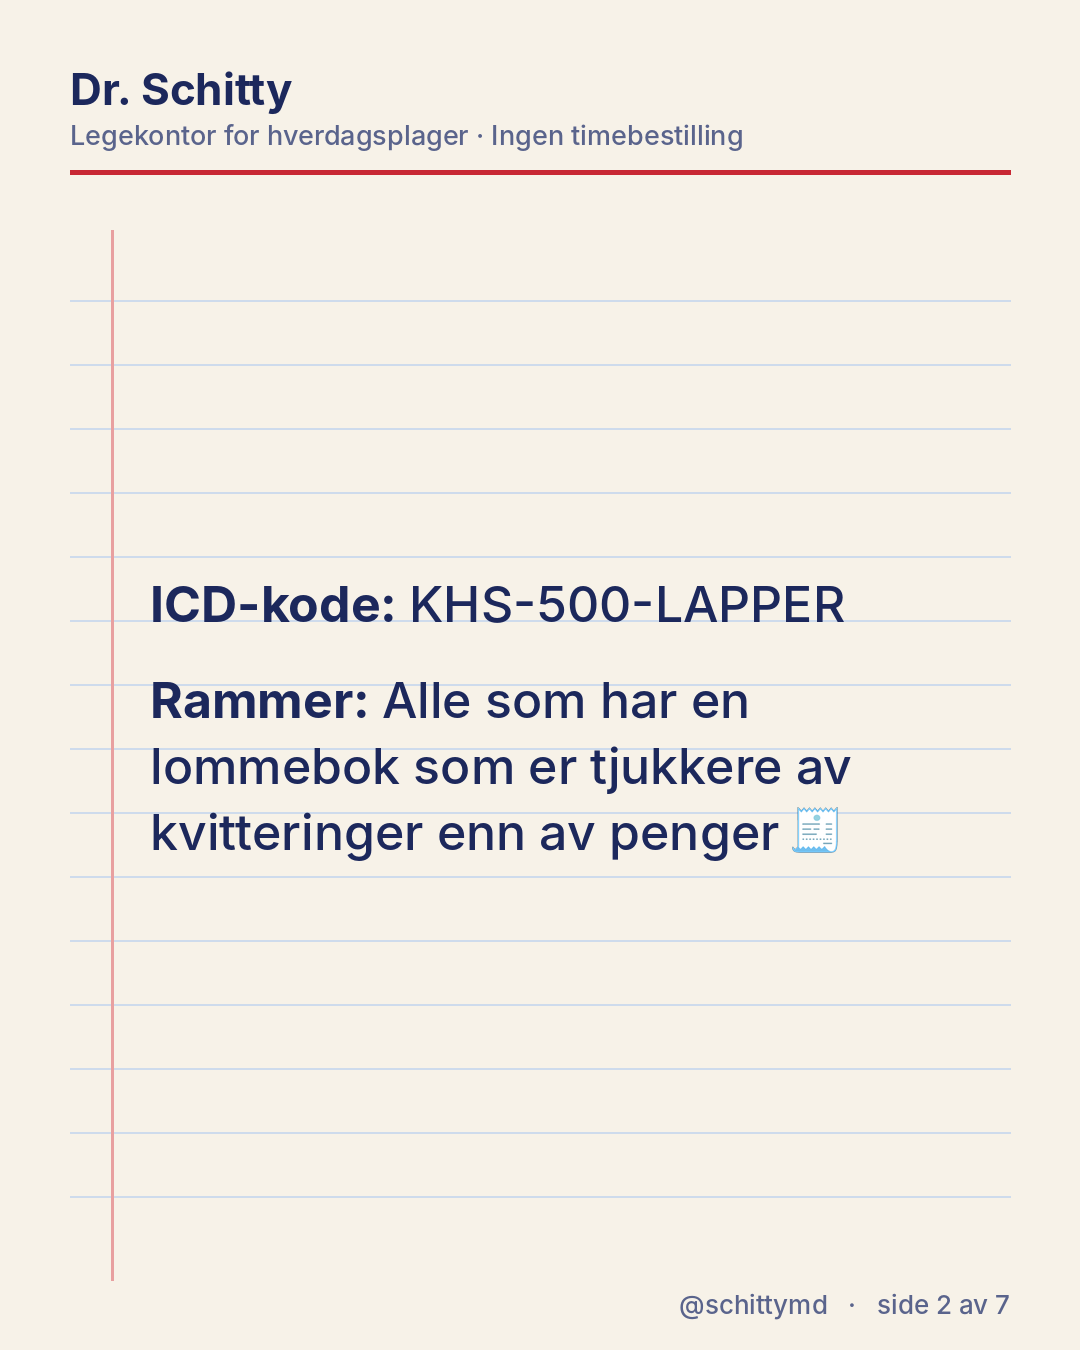 Dr. Schitty
Legekontor for hverdagsplager · Ingen timebestilling
ICD-kode: KHS-500-LAPPER
Rammer: Alle som har en
lommebok som er tjukkere av
kvitteringer enn av penger 🧾
@schittymd · side 2 av 7